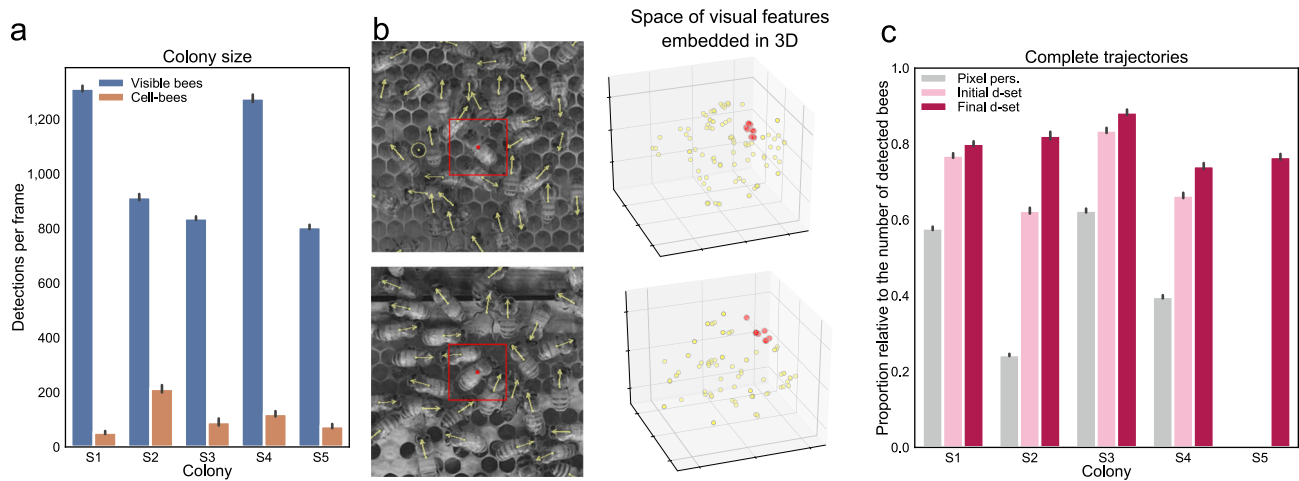 a
Colony size
Visible bees
Cell-bees
Detections per frame
1,200
1,000
800
600
400
200
0
S1 S2 S3 S4 S5
Colony
b
Space of visual features
embedded in 3D
c
Complete trajectories
Pixel pers.
Initial d-set
Final d-set
Proportion relative to the number of detected bees
1.0
0.8
0.6
0.4
0.2
0.0
S1 S2 S3 S4 S5
Colony